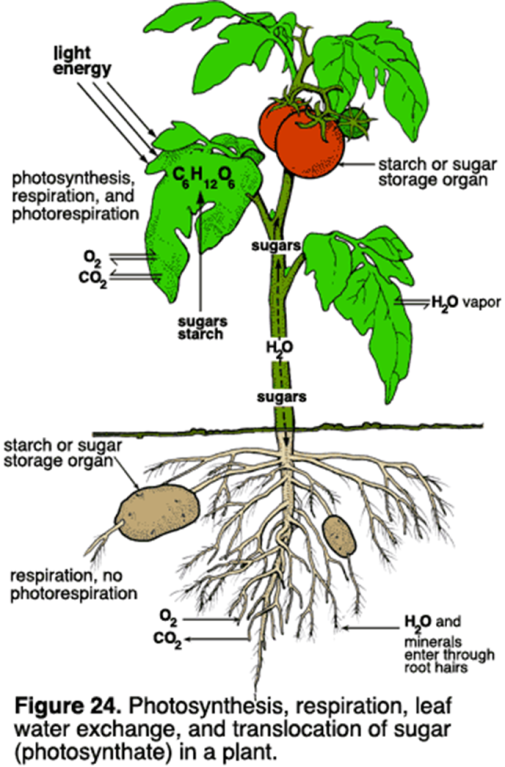 light
energy
photosynthesis,
respiration, and
photorespiration
C6H12O6
starch or sugar
storage organ
O2
CO2
sugars
sugars
starch
H2O vapor
H2O
sugars
starch or sugar
storage organ
respiration, no
photorespiration
O2
CO2
H2O and
minerals
enter through
root hairs
Figure 24. Photosynthesis, respiration, leaf
water exchange, and translocation of sugar
(photosynthate) in a plant.